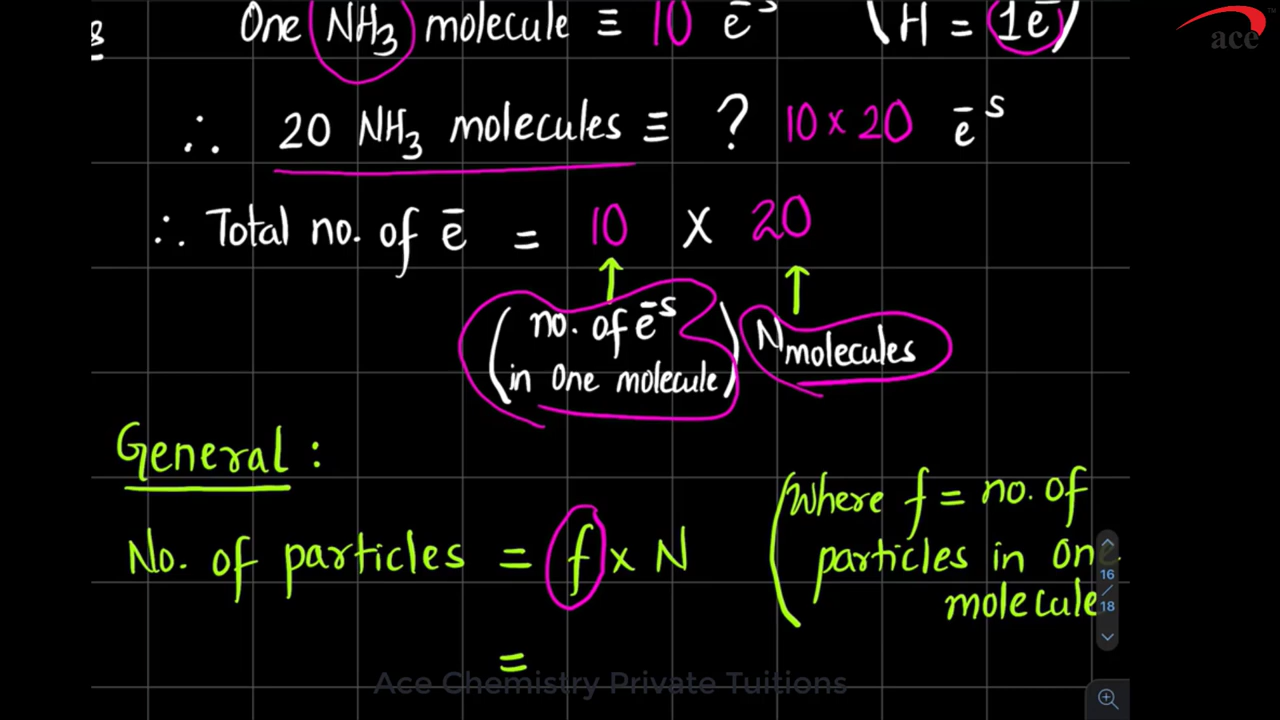 One NH₃ molecule ≡ 10 e̅ˢ (H = 1e̅)
ace
∴ 20 NH₃ molecules ≡ ? 10 × 20 e̅ˢ
∴ Total no. of e̅ = 10 × 20
(no. of e̅ˢ in one molecule) N molecules
General :
No. of particles = f × N (Where f = no. of
particles in one
molecule
16
/
18
=
Ace Chemistry Private Tuitions